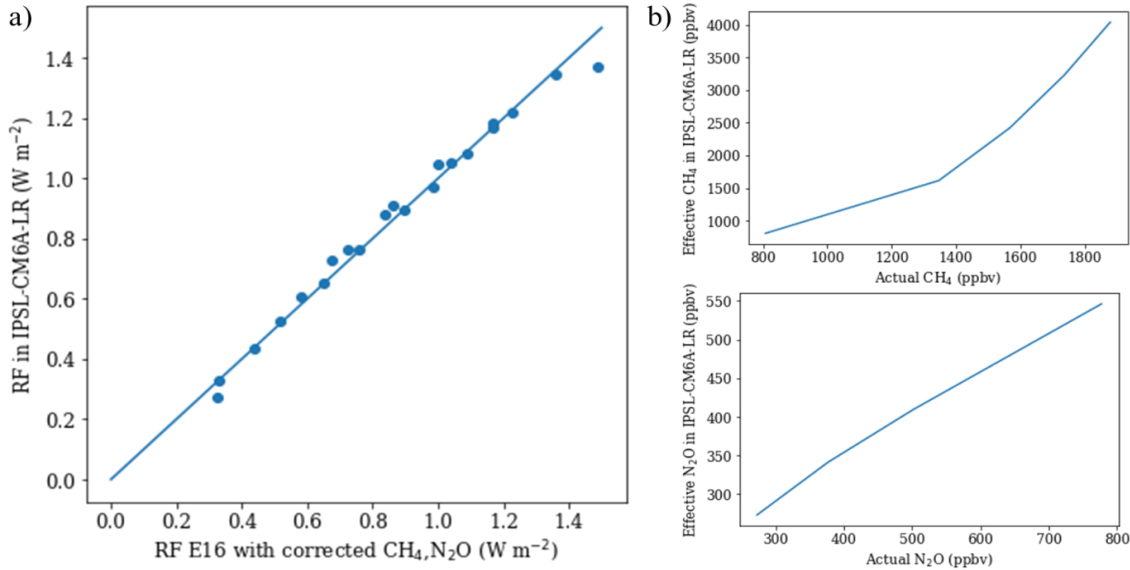 a)
RF in IPSL-CM6A-LR (W m⁻²)
1.4
1.2
1.0
0.8
0.6
0.4
0.2
0.0
0.0 0.2 0.4 0.6 0.8 1.0 1.2 1.4
RF E16 with corrected CH₄,N₂O (W m⁻²)
b)
Effective CH₄ in IPSL-CM6A-LR (ppbv)
4000
3500
3000
2500
2000
1500
1000
800 1000 1200 1400 1600 1800
Actual CH₄ (ppbv)
Effective N₂O in IPSL-CM6A-LR (ppbv)
550
500
450
400
350
300
300 400 500 600 700 800
Actual N₂O (ppbv)